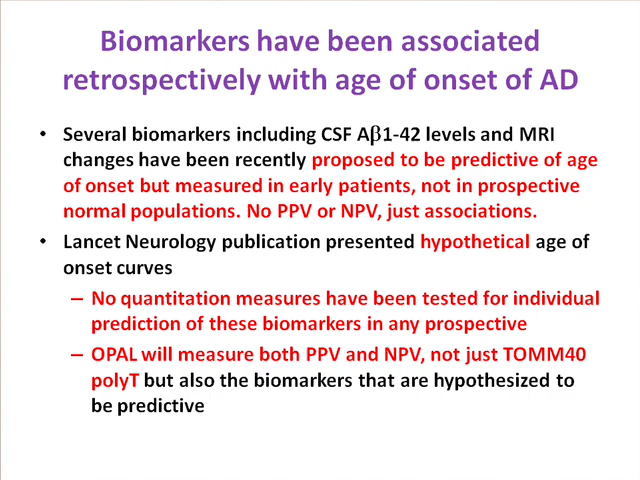 Biomarkers have been associated
retrospectively with age of onset of AD
• Several biomarkers including CSF Aβ1-42 levels and MRI
changes have been recently proposed to be predictive of age
of onset but measured in early patients, not in prospective
normal populations. No PPV or NPV, just associations.
• Lancet Neurology publication presented hypothetical age of
onset curves
– No quantitation measures have been tested for individual
prediction of these biomarkers in any prospective
– OPAL will measure both PPV and NPV, not just TOMM40
polyT but also the biomarkers that are hypothesized to
be predictive